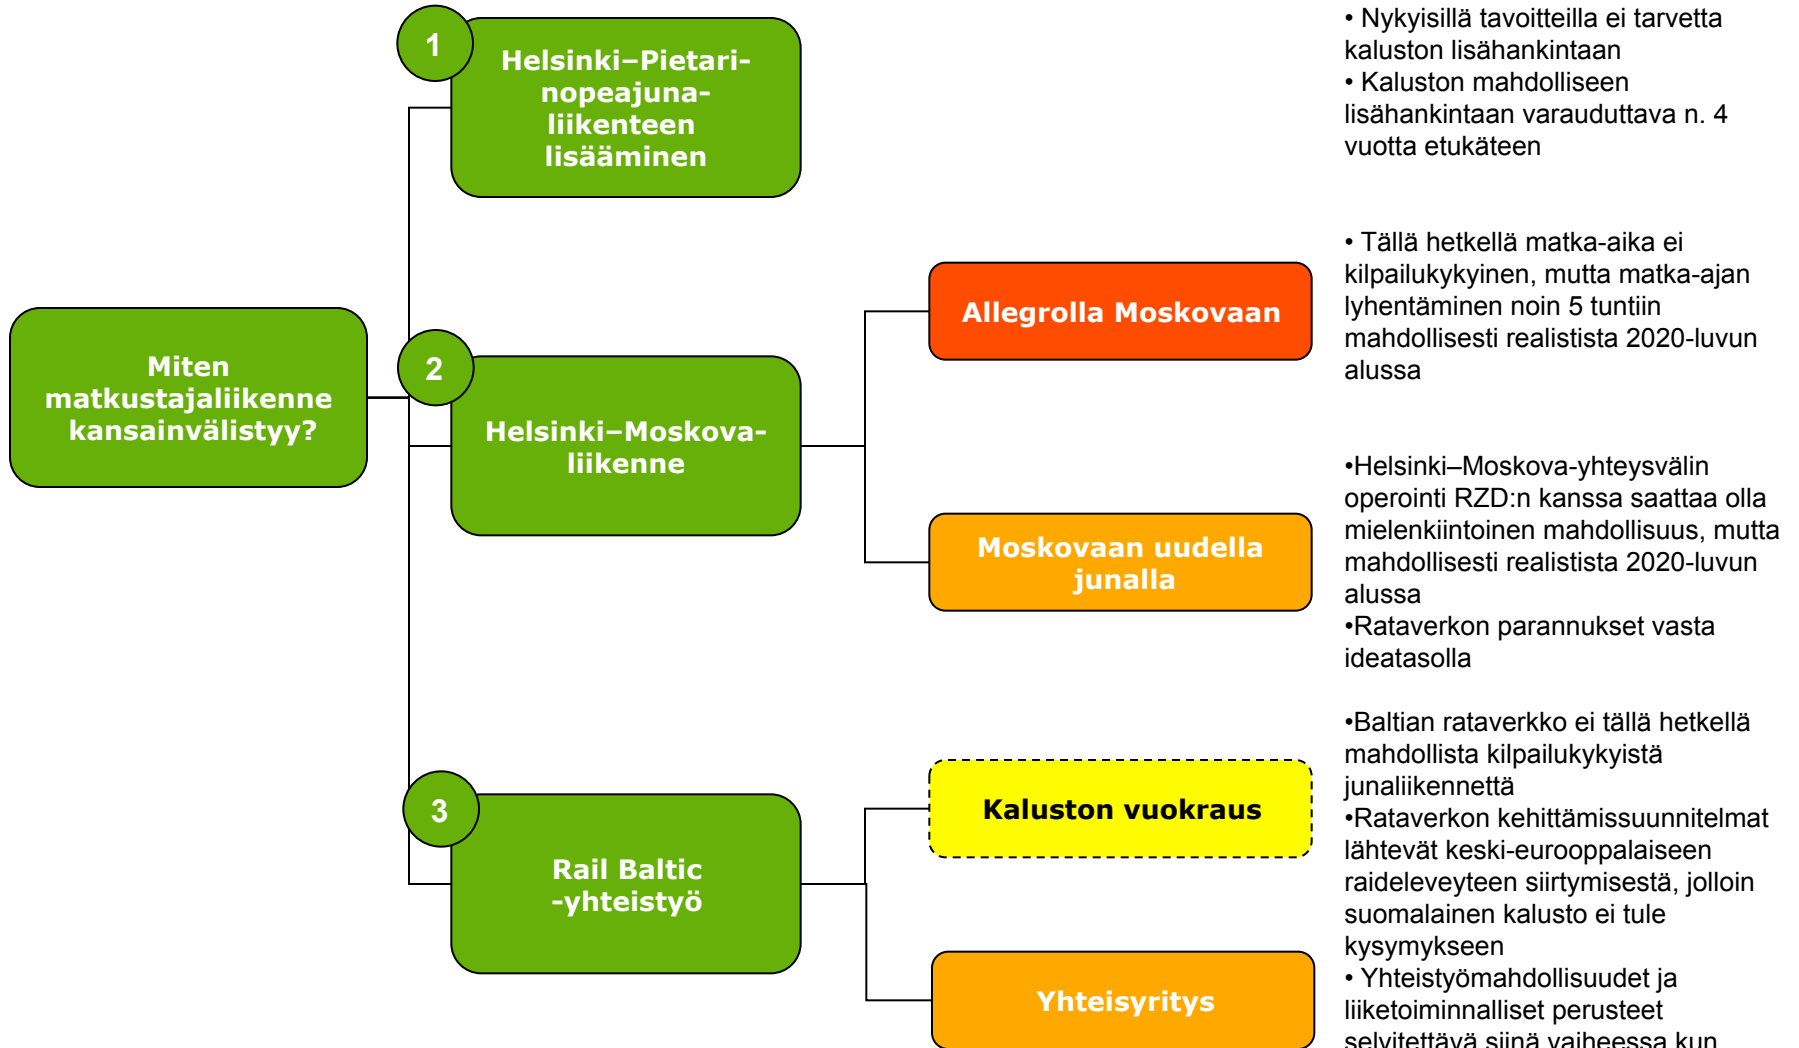 Miten
matkustajaliikenne
kansainvälistyy?
1
Helsinki–Pietari-
nopeajuna-
liikenteen
lisääminen
• Nykyisillä tavoitteilla ei tarvetta
kaluston lisähankintaan
• Kaluston mahdolliseen
lisähankintaan varauduttava n. 4
vuotta etukäteen
2
Helsinki–Moskova-
liikenne
Allegrolla Moskovaan
• Tällä hetkellä matka-aika ei
kilpailukykyinen, mutta matka-ajan
lyhentäminen noin 5 tuntiin
mahdollisesti realistista 2020-luvun
alussa
Moskovaan uudella
junalla
•Helsinki–Moskova-yhteysvälin
operointi RZD:n kanssa saattaa olla
mielenkiintoinen mahdollisuus, mutta
mahdollisesti realistista 2020-luvun
alussa
•Rataverkon parannukset vasta
ideatasolla
3
Rail Baltic
-yhteistyö
Kaluston vuokraus
Yhteisyritys
•Baltian rataverkko ei tällä hetkellä
mahdollista kilpailukykyistä
junaliikennettä
•Rataverkon kehittämissuunnitelmat
lähtevät keski-eurooppalaiseen
raideleveyteen siirtymisestä, jolloin
suomalainen kalusto ei tule
kysymykseen
• Yhteistyömahdollisuudet ja
liiketoiminnalliset perusteet
selvitettävä siinä vaiheessa kun